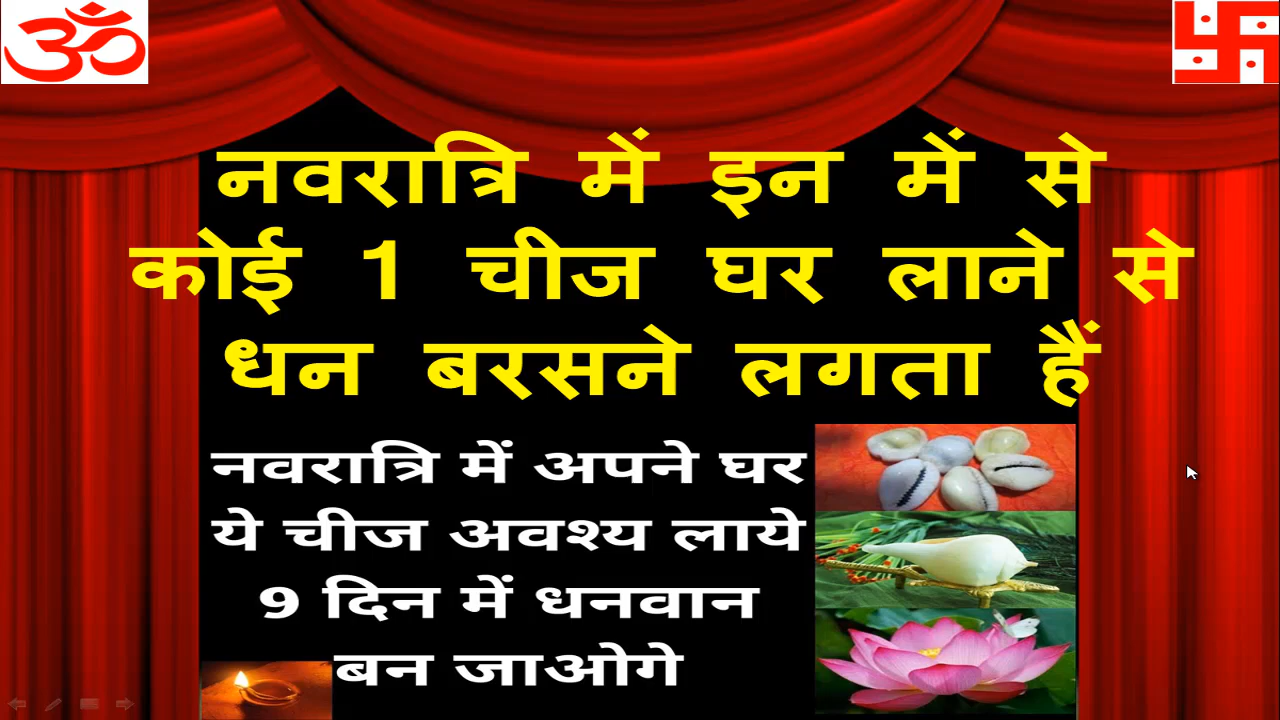 ॐ
नवरात्रि में इन में से
कोई 1 चीज घर लाने से
धन बरसने लगता हैं
नवरात्रि में अपने घर
ये चीज अवश्य लाये
9 दिन में धनवान
बन जाओगे